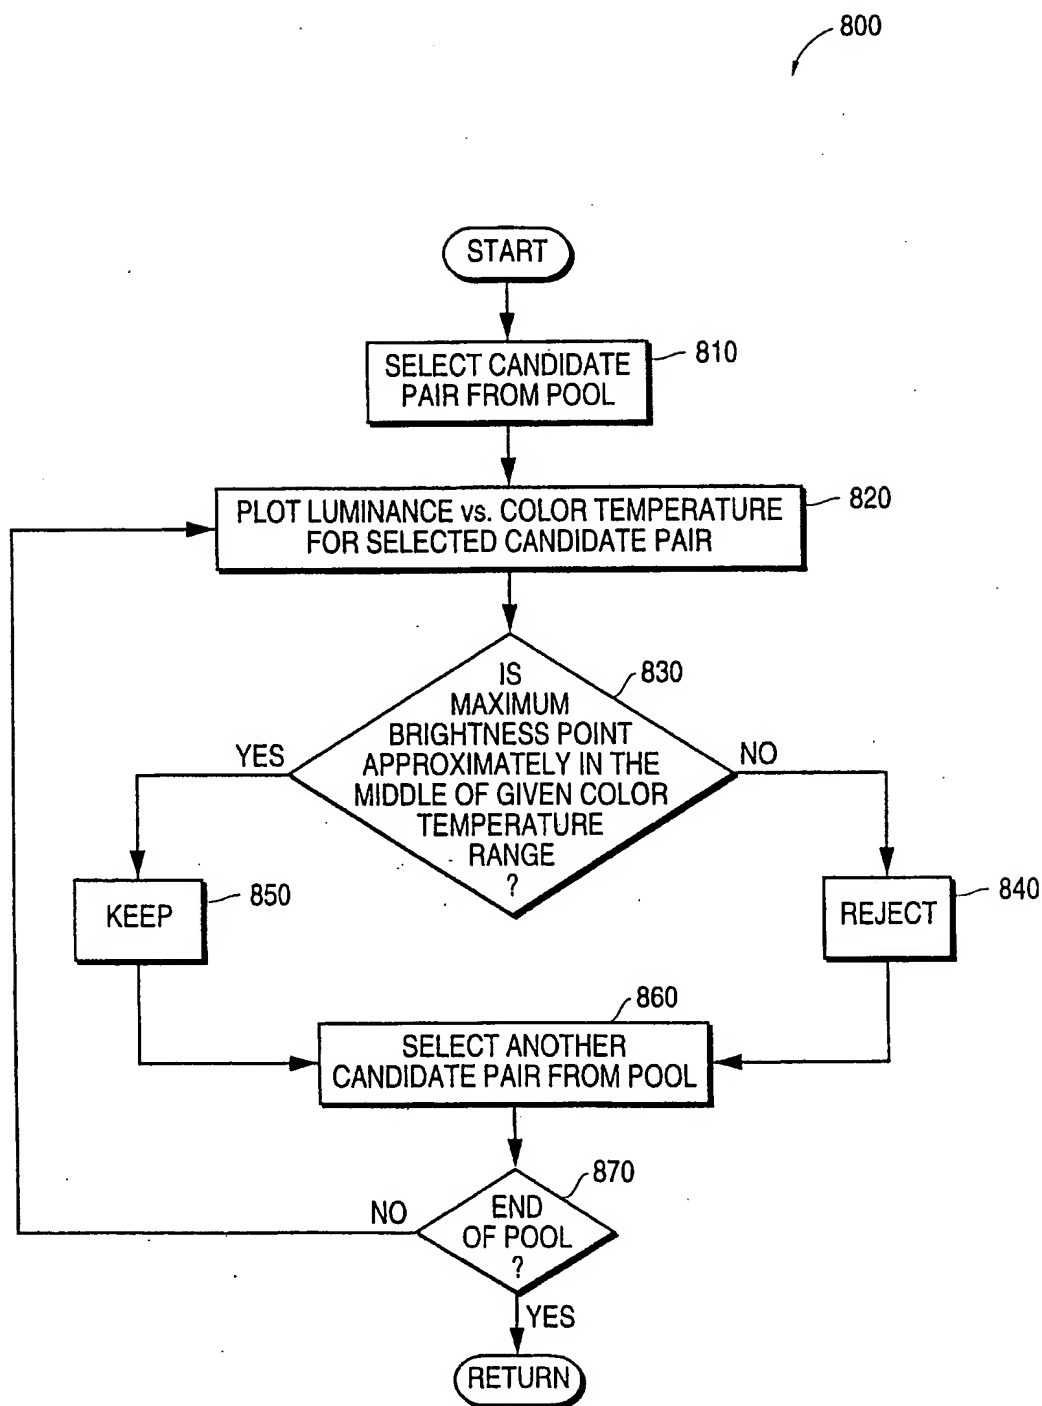 800
START
SELECT CANDIDATE
PAIR FROM POOL
810
PLOT LUMINANCE vs. COLOR TEMPERATURE
FOR SELECTED CANDIDATE PAIR
820
IS
MAXIMUM
BRIGHTNESS POINT
APPROXIMATELY IN THE
MIDDLE OF GIVEN COLOR
TEMPERATURE
RANGE
?
830
YES
NO
KEEP
850
REJECT
840
860
SELECT ANOTHER
CANDIDATE PAIR FROM POOL
870
NO
END
OF POOL
?
YES
RETURN